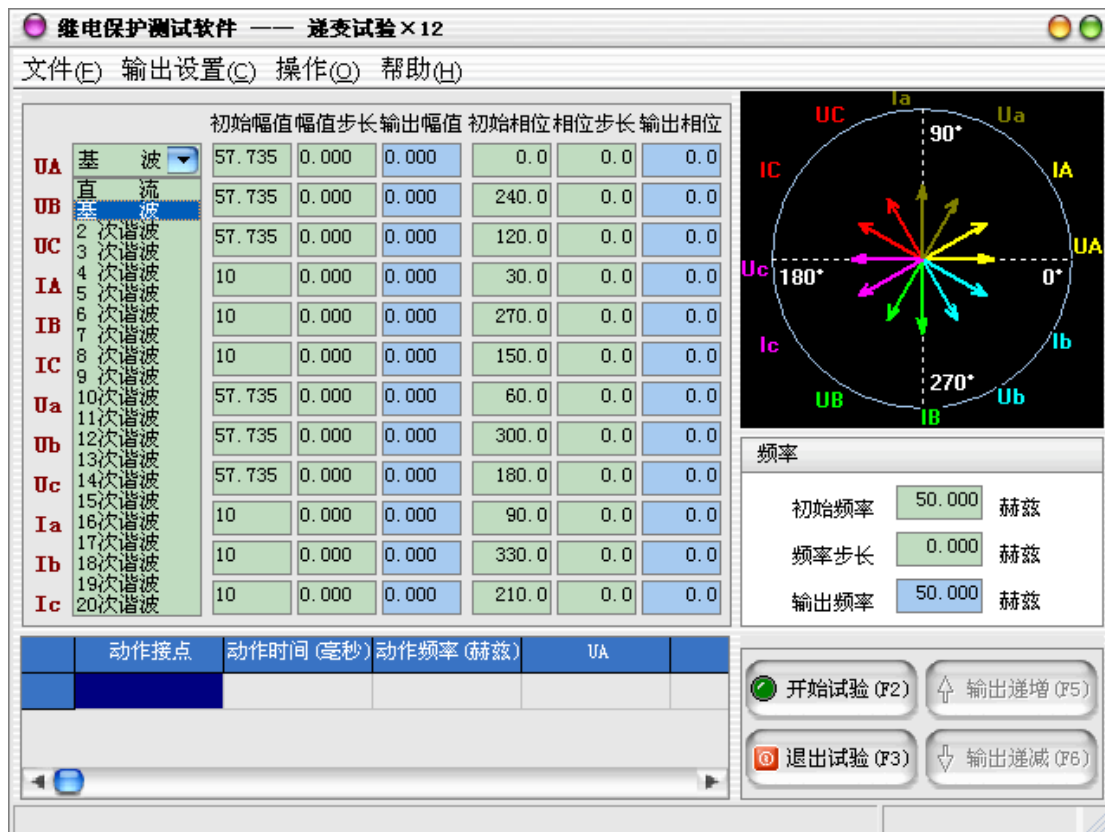 继电保护测试软件 —— 递变试验×12
文件(F) 输出设置(C) 操作(O) 帮助(H)
初始幅值 幅值步长 输出幅值 初始相位 相位步长 输出相位
UA 基 波 57.735 0.000 0.000 0.0 0.0 0.0
直 流
基 波
2 次谐波
3 次谐波
4 次谐波
5 次谐波
6 次谐波
7 次谐波
8 次谐波
9 次谐波
10次谐波
11次谐波
12次谐波
13次谐波
14次谐波
15次谐波
16次谐波
17次谐波
18次谐波
19次谐波
20次谐波
UB 57.735 0.000 0.000 240.0 0.0 0.0
UC 57.735 0.000 0.000 120.0 0.0 0.0
IA 10 0.000 0.000 30.0 0.0 0.0
IB 10 0.000 0.000 270.0 0.0 0.0
IC 10 0.000 0.000 150.0 0.0 0.0
Ua 57.735 0.000 0.000 60.0 0.0 0.0
Ub 57.735 0.000 0.000 300.0 0.0 0.0
Uc 57.735 0.000 0.000 180.0 0.0 0.0
Ia 10 0.000 0.000 90.0 0.0 0.0
Ib 10 0.000 0.000 330.0 0.0 0.0
Ic 10 0.000 0.000 210.0 0.0 0.0
Ia
UC Ua
90°
IC IA
UA
Uc 180° 0°
Ic Ib
270°
UB Ub
IB
频率
初始频率 50.000 赫兹
频率步长 0.000 赫兹
输出频率 50.000 赫兹
动作接点 动作时间(毫秒) 动作频率(赫兹) UA
开始试验(F2) 输出递增(F5)
退出试验(F3) 输出递减(F6)